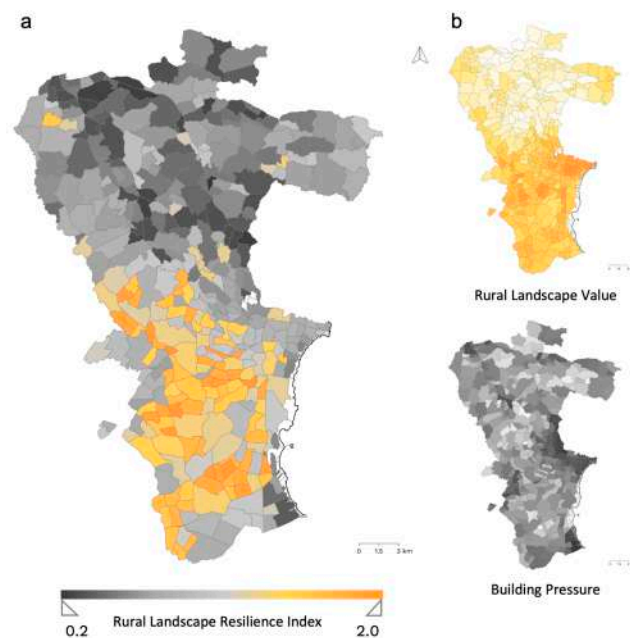 a
b
Rural Landscape Value
0 1.5 3 km
Building Pressure
Rural Landscape Resilience Index
0.2
2.0